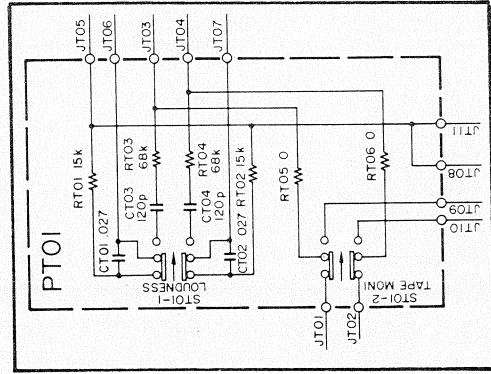 JT05
JT06
JT03
JT04
JT07
PT01
RT01 15k
RT03
68k
CT03
120p
RT04
68k
CT04
120p
RT02 15k
CT01 .027
CT02 .027
RT05 0
RT06 0
JT11
JT08
JT09
JT10
ST01-1
LOUDNESS
ST01-2
TAPE MONI
JT01
JT02